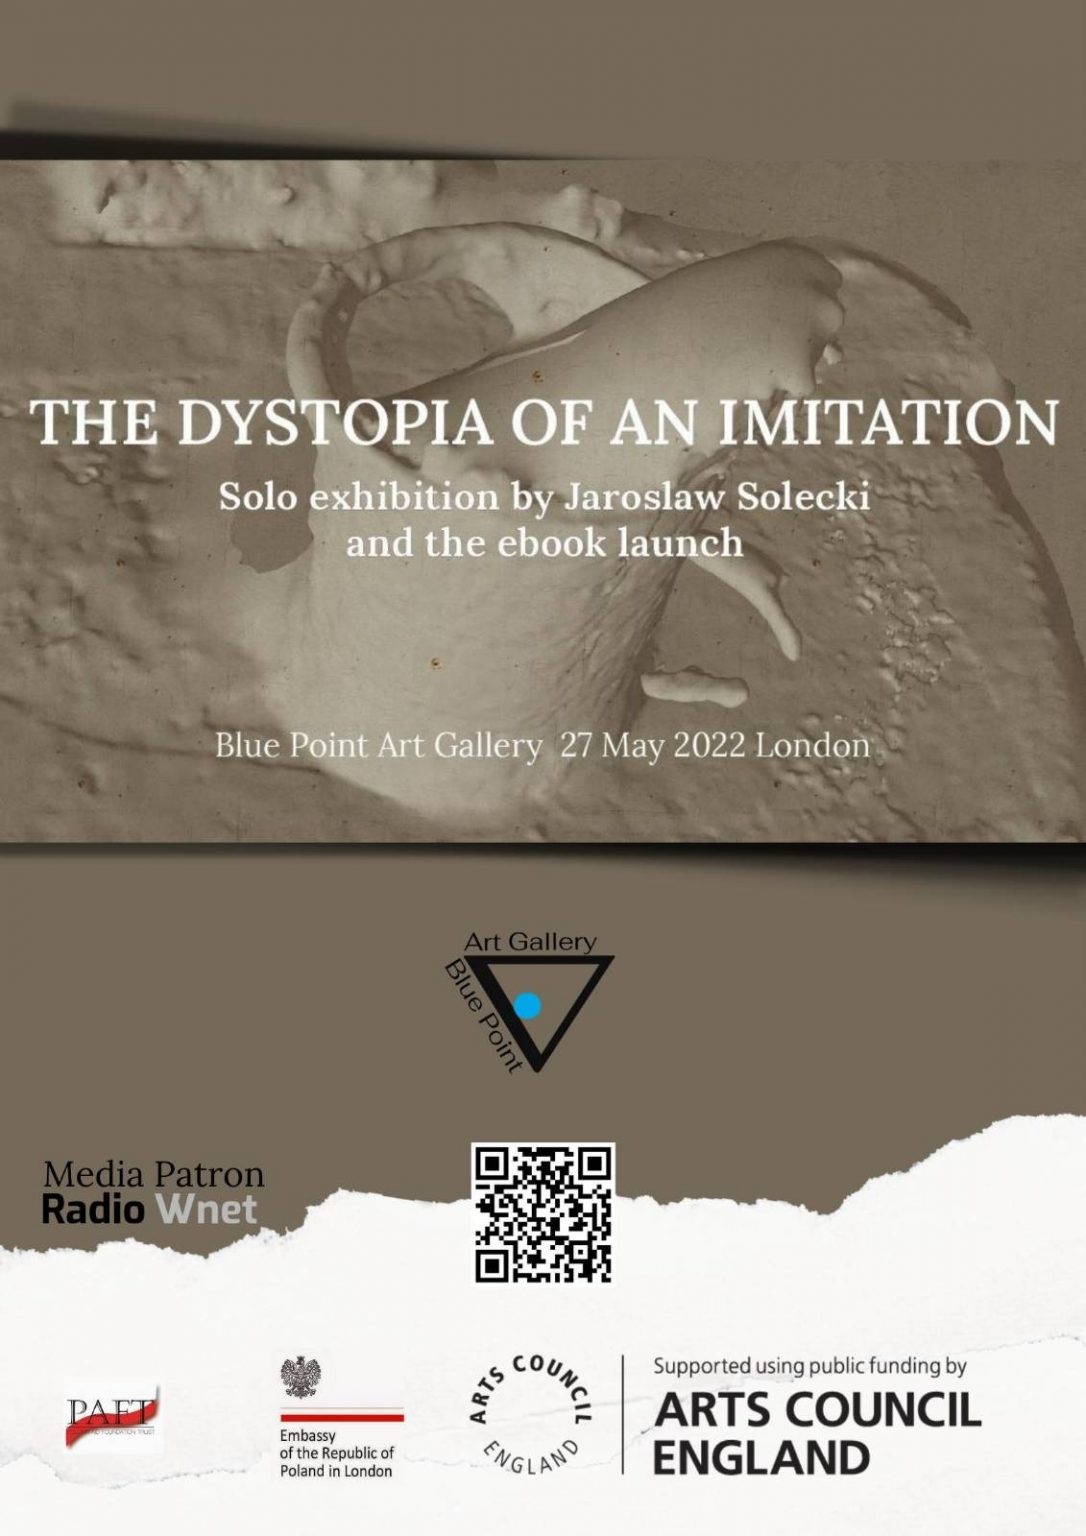 THE DYSTOPIA OF AN IMITATION
Solo exhibition by Jaroslaw Solecki
and the ebook launch
Blue Point Art Gallery 27 May 2022 London
Art Gallery
Blue Point
Media Patron
Radio Wnet
PAFT
FOUNDATION TRUST
Embassy
of the Republic of
Poland in London
ARTS COUNCIL
ENGLAND
Supported using public funding by
ARTS COUNCIL
ENGLAND